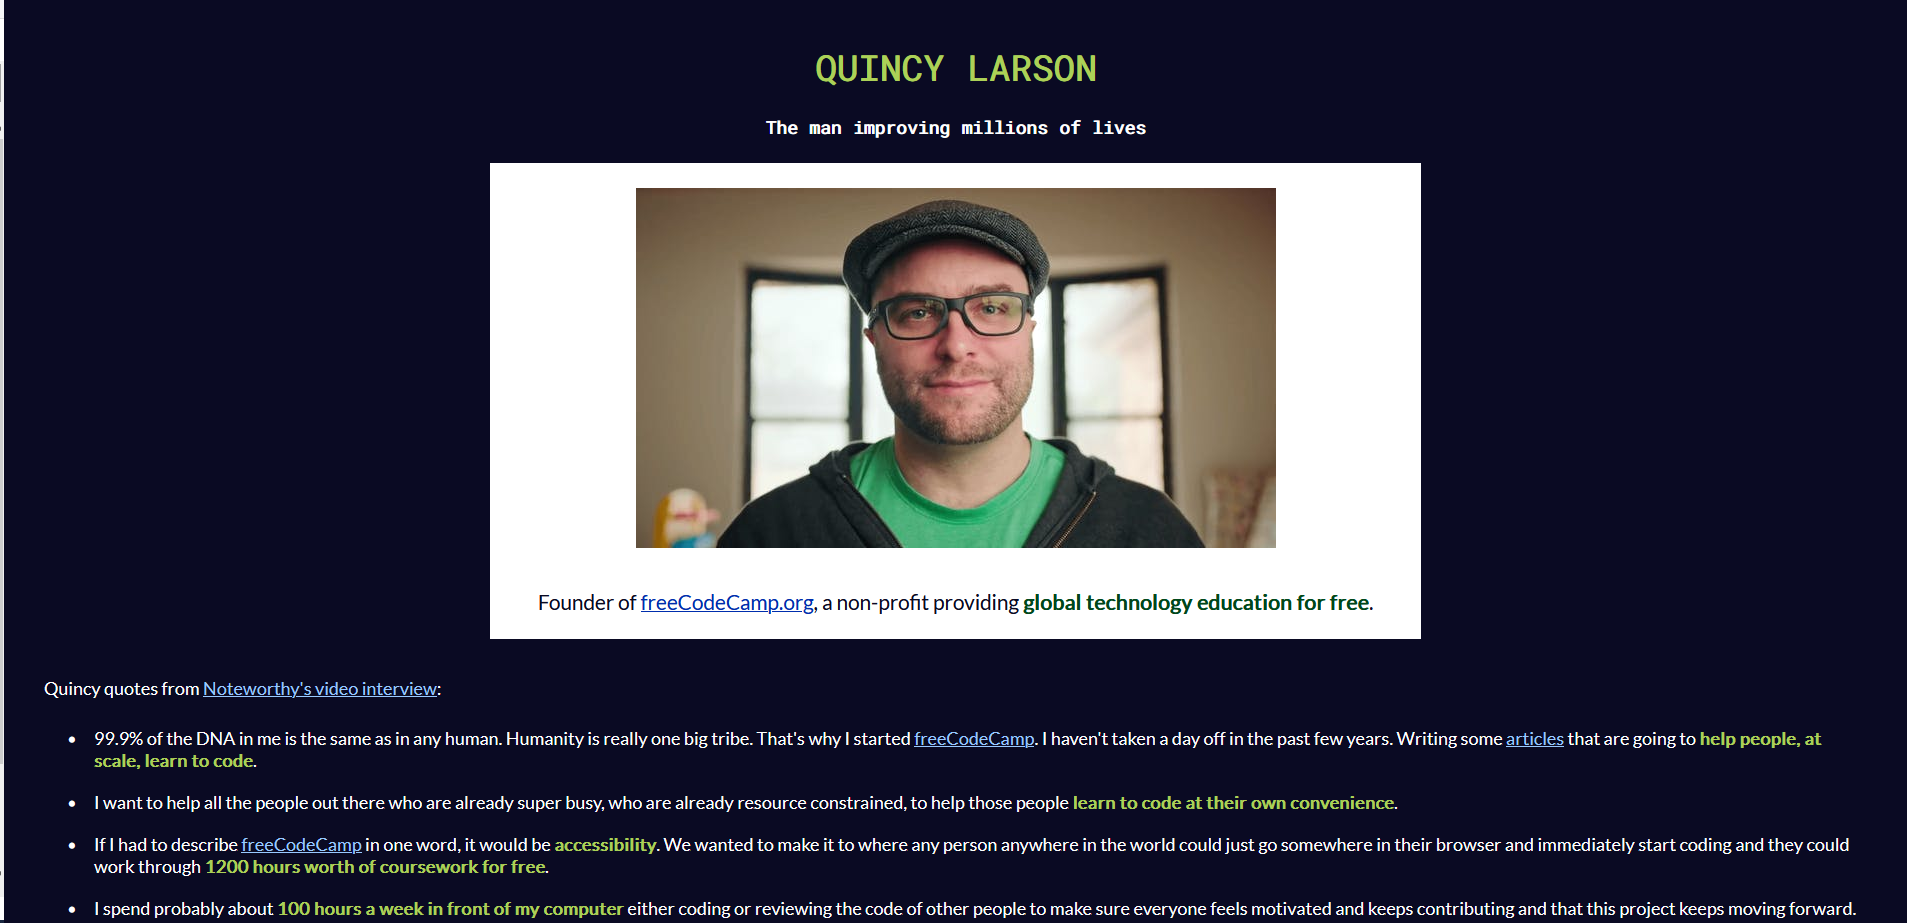 QUINCY LARSON
The man improving millions of lives
Founder of freeCodeCamp.org, a non-profit providing global technology education for free.
Quincy quotes from Noteworthy's video interview:
• 99.9% of the DNA in me is the same as in any human. Humanity is really one big tribe. That's why I started freeCodeCamp. I haven't taken a day off in the past few years. Writing some articles that are going to help people, at
scale, learn to code.
• I want to help all the people out there who are already super busy, who are already resource constrained, to help those people learn to code at their own convenience.
• If I had to describe freeCodeCamp in one word, it would be accessibility. We wanted to make it to where any person anywhere in the world could just go somewhere in their browser and immediately start coding and they could
work through 1200 hours worth of coursework for free.
• I spend probably about 100 hours a week in front of my computer either coding or reviewing the code of other people to make sure everyone feels motivated and keeps contributing and that this project keeps moving forward.